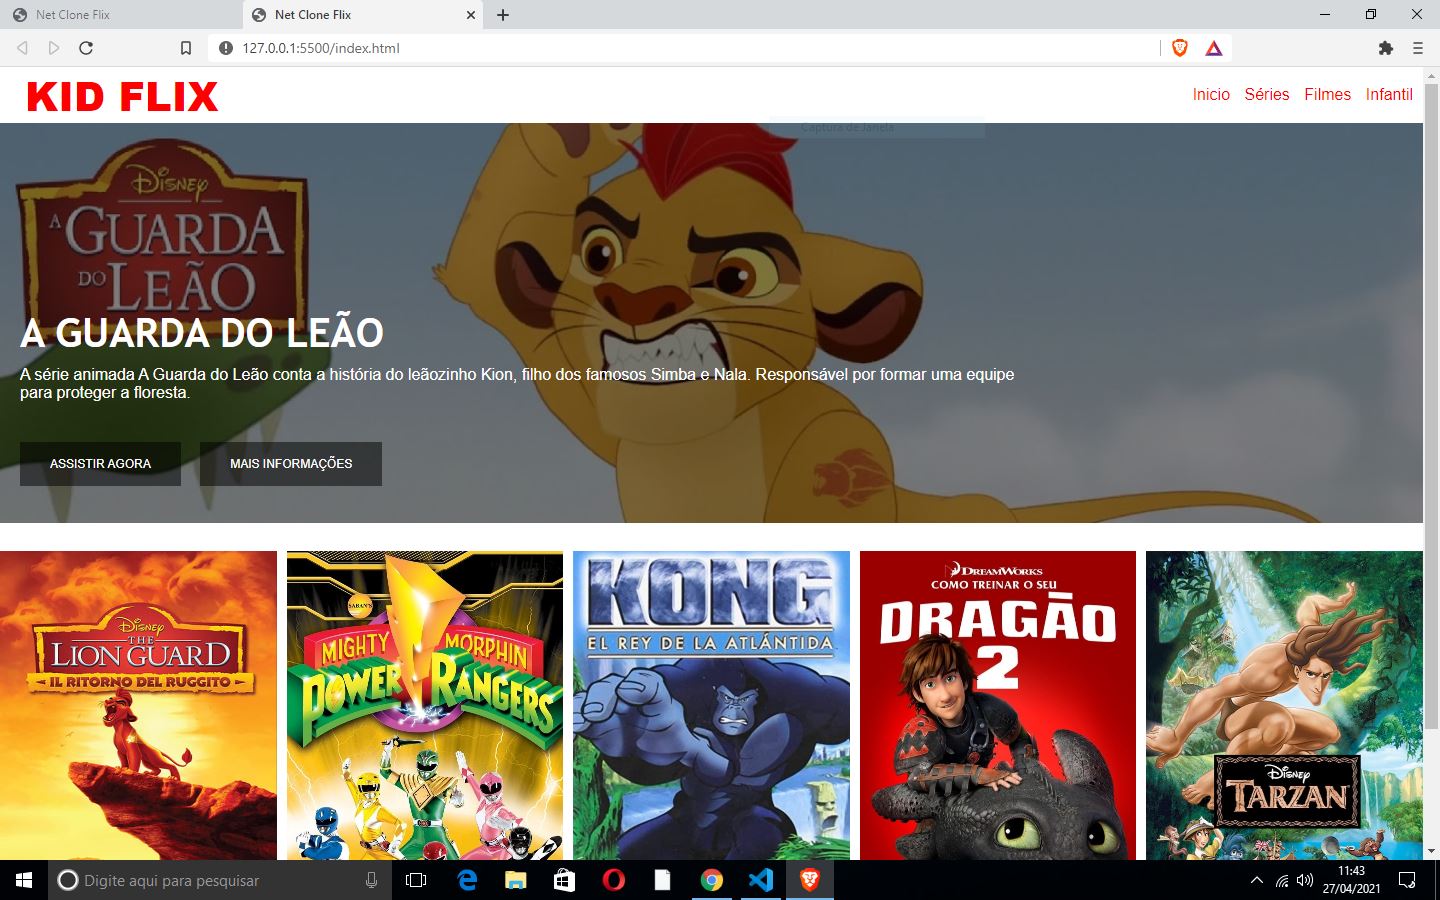 Net Clone Flix
Net Clone Flix
127.0.0.1:5500/index.html
KID FLIX
Inicio Séries Filmes Infantil
Captura de Janela
Disney
A GUARDA
DO LEÃO
A GUARDA DO LEÃO
A série animada A Guarda do Leão conta a história do leãozinho Kion, filho dos famosos Simba e Nala. Responsável por formar uma equipe
para proteger a floresta.
ASSISTIR AGORA MAIS INFORMAÇÕES
Disney
THE
LION GUARD
IL RITORNO DEL RUGGITO
SABAN'S
MIGHTY MORPHIN
POWER RANGERS
KONG
EL REY DE LA ATLÁNTIDA
DREAMWORKS
COMO TREINAR O SEU
DRAGÃO
2
Disney
TARZAN
Digite aqui para pesquisar
11:43
27/04/2021